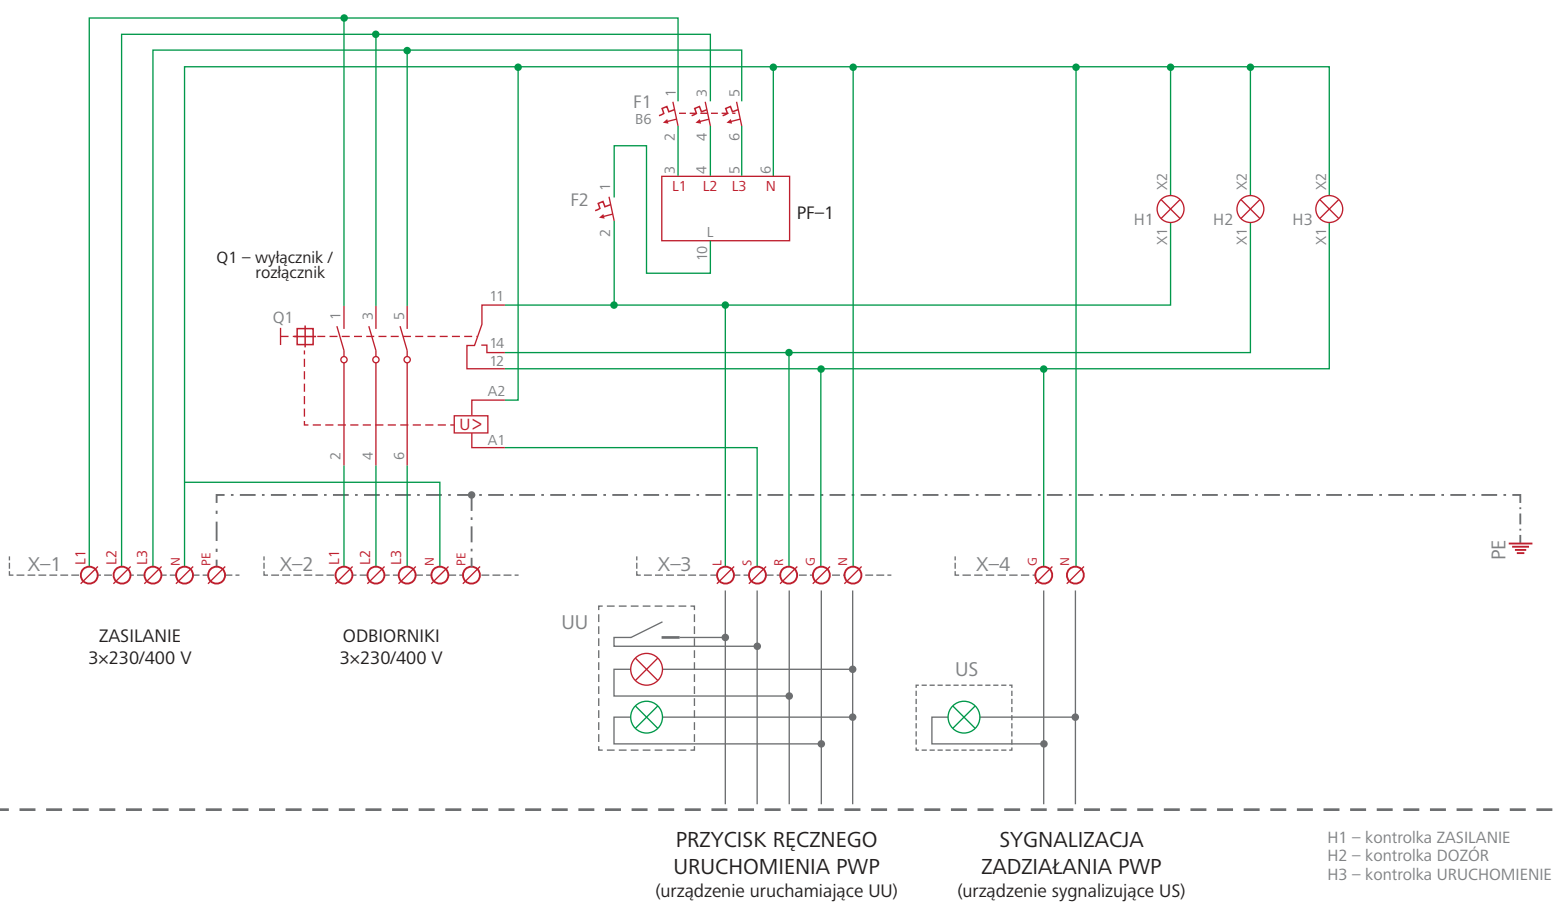 F1
B6
1
3
5
2
4
6
3
4
5
6
L1
L2
L3
N
L
10
PF–1
F2
1
2
H1
X2
X1
H2
X2
X1
H3
X2
X1
Q1 – wyłącznik /
rozłącznik
Q1
1
3
5
2
4
6
11
14
12
A2
U>
A1
X–1
L1
L2
L3
N
PE
X–2
L1
L2
L3
N
PE
X–3
L
S
R
G
N
X–4
G
N
PE
ZASILANIE
3×230/400 V
ODBIORNIKI
3×230/400 V
UU
US
PRZYCISK RĘCZNEGO
URUCHOMIENIA PWP
(urządzenie uruchamiające UU)
SYGNALIZACJA
ZADZIAŁANIA PWP
(urządzenie sygnalizujące US)
H1 – kontrolka ZASILANIE
H2 – kontrolka DOZÓR
H3 – kontrolka URUCHOMIENIE